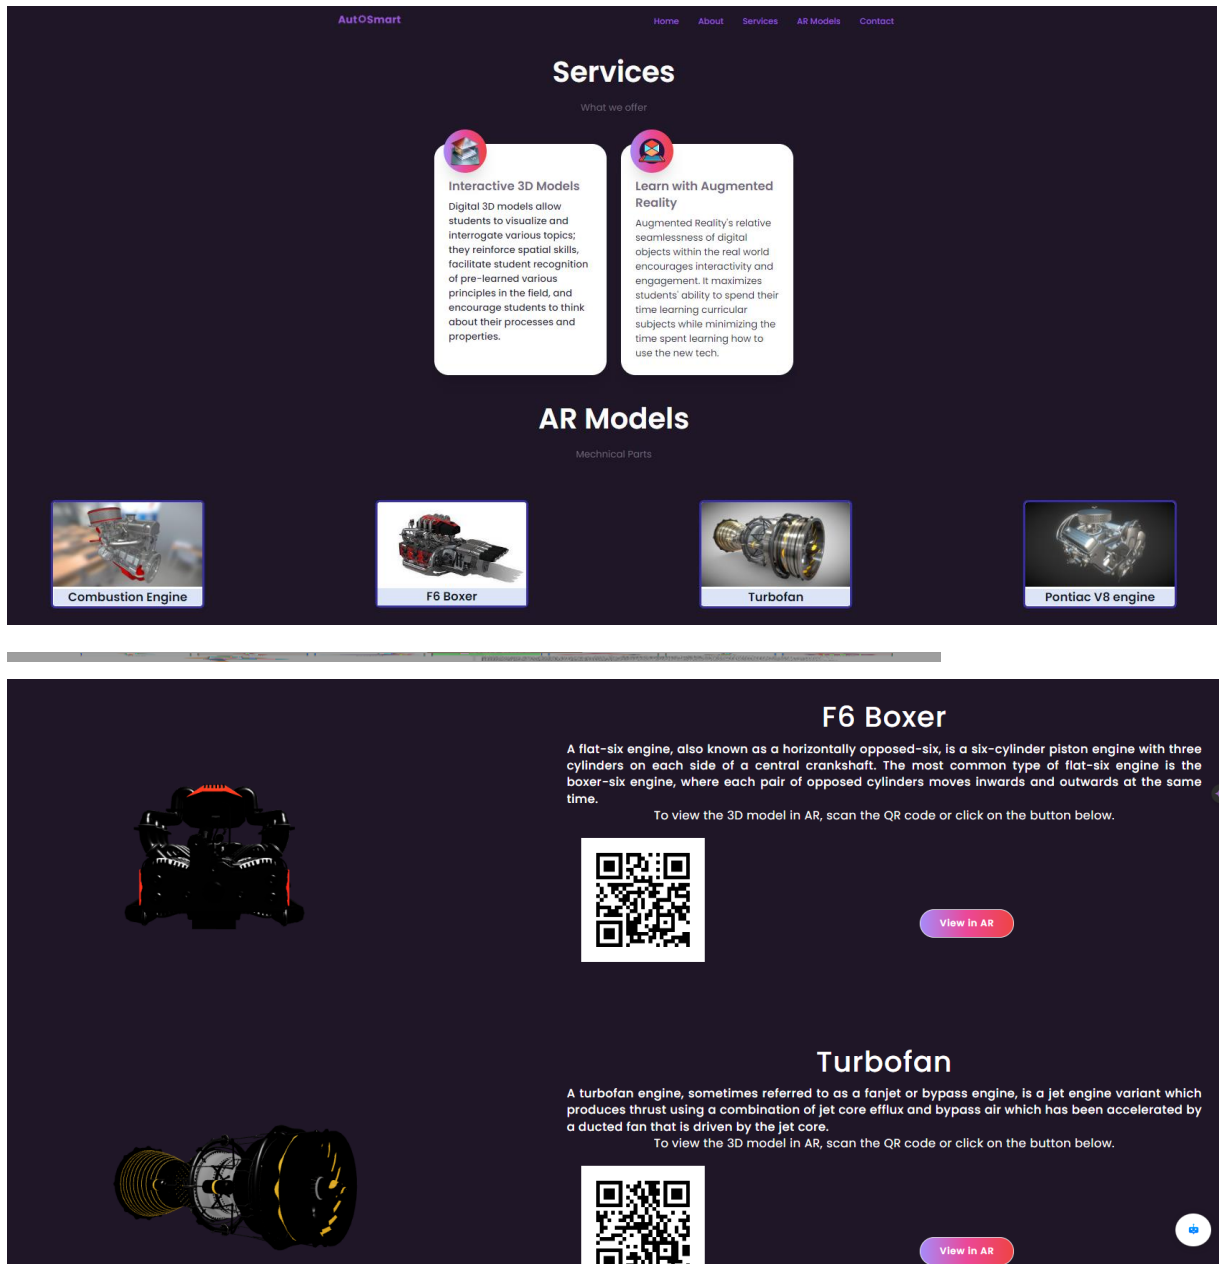 AutOSmart
Home About Services AR Models Contact
Services
What we offer
Interactive 3D Models
Digital 3D models allow
students to visualize and
interrogate various topics;
they reinforce spatial skills,
facilitate student recognition
of pre-learned various
principles in the field, and
encourage students to think
about their processes and
properties.
Learn with Augmented
Reality
Augmented Reality's relative
seamlessness of digital
objects within the real world
encourages interactivity and
engagement. It maximizes
students' ability to spend their
time learning curricular
subjects while minimizing the
time spent learning how to
use the new tech.
AR Models
Mechnical Parts
Combustion Engine
F6 Boxer
Turbofan
Pontiac V8 engine
F6 Boxer
A flat-six engine, also known as a horizontally opposed-six, is a six-cylinder piston engine with three
cylinders on each side of a central crankshaft. The most common type of flat-six engine is the
boxer-six engine, where each pair of opposed cylinders moves inwards and outwards at the same
time.
To view the 3D model in AR, scan the QR code or click on the button below.
View in AR
Turbofan
A turbofan engine, sometimes referred to as a fanjet or bypass engine, is a jet engine variant which
produces thrust using a combination of jet core efflux and bypass air which has been accelerated by
a ducted fan that is driven by the jet core.
To view the 3D model in AR, scan the QR code or click on the button below.
View in AR